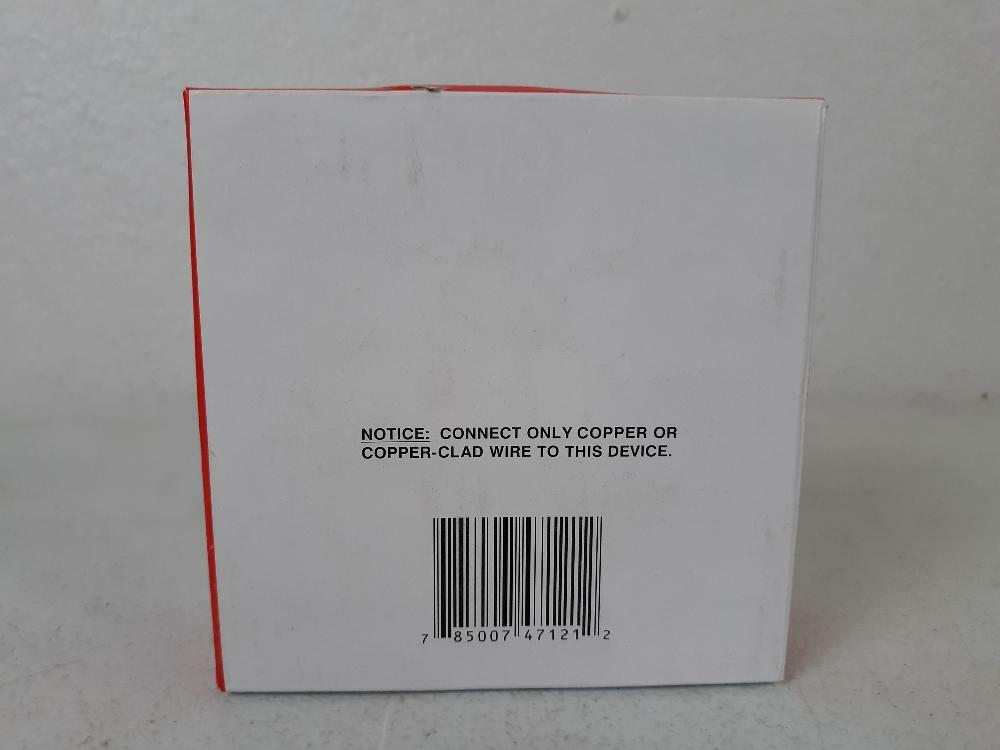 NOTICE: CONNECT ONLY COPPER OR
COPPER-CLAD WIRE TO THIS DEVICE.
7 85007 47121 2